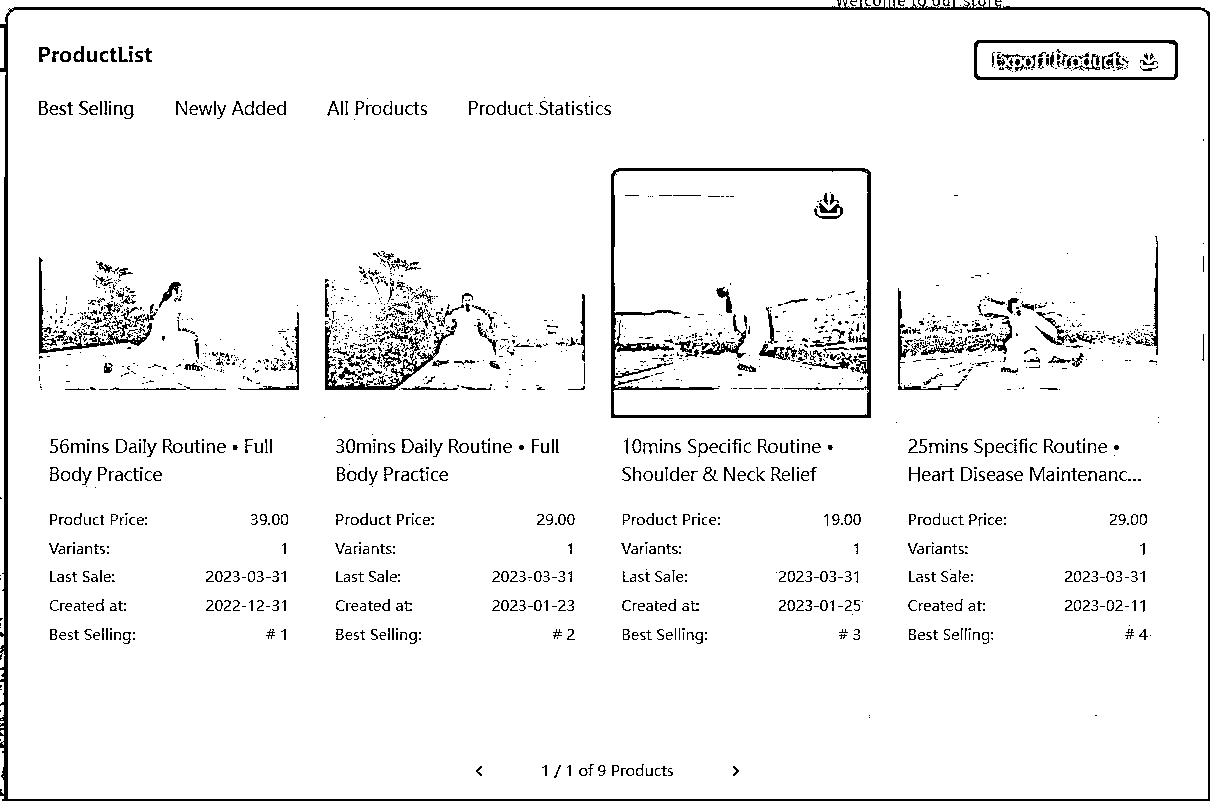 Welcome to our store
ProductList
Export Products
Best Selling Newly Added All Products Product Statistics
56mins Daily Routine • Full
Body Practice
Product Price: 39.00
Variants: 1
Last Sale: 2023-03-31
Created at: 2022-12-31
Best Selling: # 1
30mins Daily Routine • Full
Body Practice
Product Price: 29.00
Variants: 1
Last Sale: 2023-03-31
Created at: 2023-01-23
Best Selling: # 2
10mins Specific Routine •
Shoulder & Neck Relief
Product Price: 19.00
Variants: 1
Last Sale: 2023-03-31
Created at: 2023-01-25
Best Selling: # 3
25mins Specific Routine •
Heart Disease Maintenanc...
Product Price: 29.00
Variants: 1
Last Sale: 2023-03-31
Created at: 2023-02-11
Best Selling: # 4
1 / 1 of 9 Products